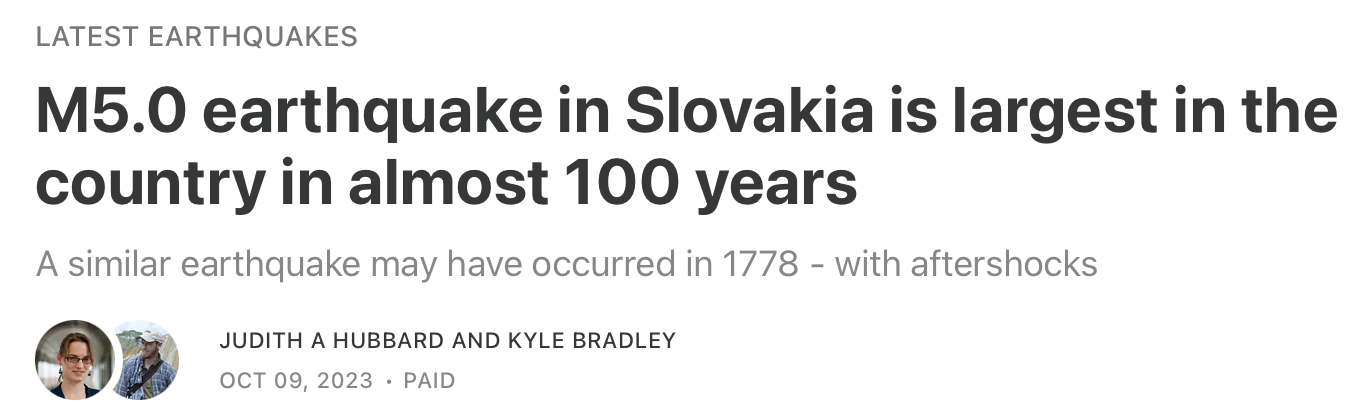 LATEST EARTHQUAKES
M5.0 earthquake in Slovakia is largest in the
country in almost 100 years
A similar earthquake may have occurred in 1778 - with aftershocks
JUDITH A HUBBARD AND KYLE BRADLEY
OCT 09, 2023 • PAID